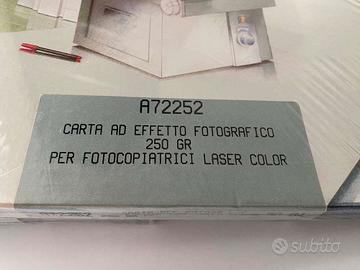 A72252
CARTA AD EFFETTO FOTOGRAFICO
250 GR
PER FOTOCOPIATRICI LASER COLOR
subito